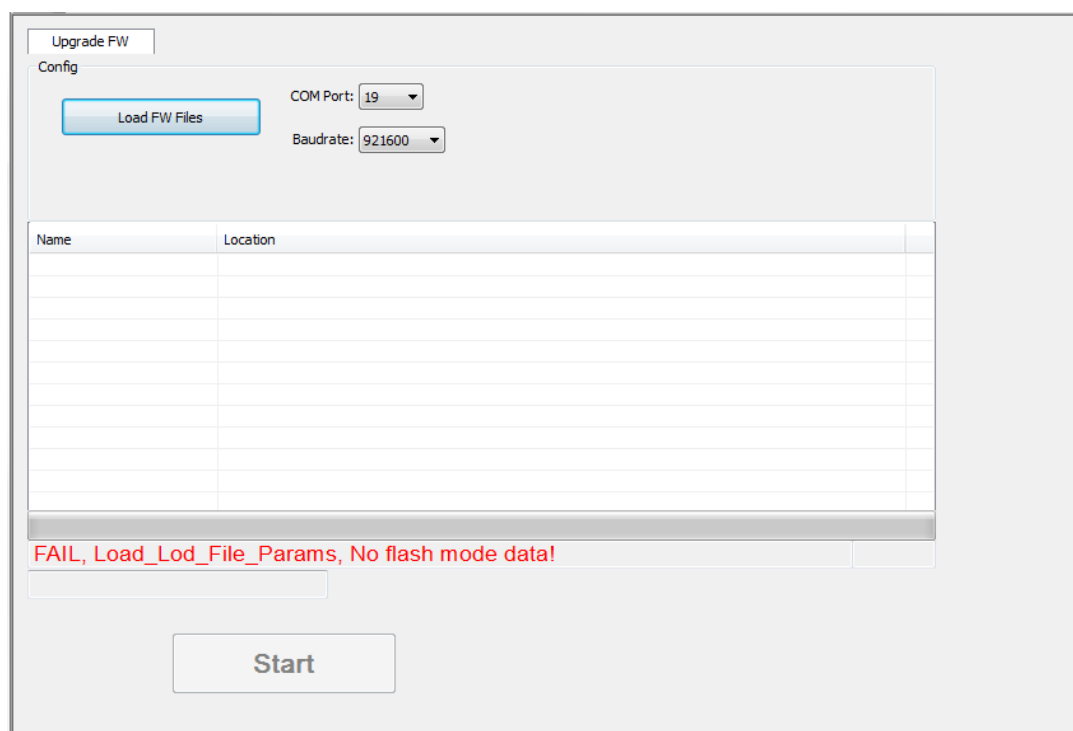 Upgrade FW
Config
Load FW Files
COM Port: 19
Baudrate: 921600
Name Location
FAIL, Load_Lod_File_Params, No flash mode data!
Start